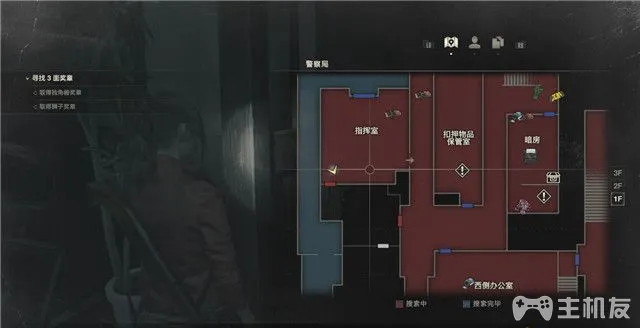 警察局
寻找 3 面奖章
取得独角兽奖章
取得狮子奖章
指挥室
扣押物品
保管室
暗房
3F
2F
1F
西侧办公室
搜索中
搜索完毕
主机友